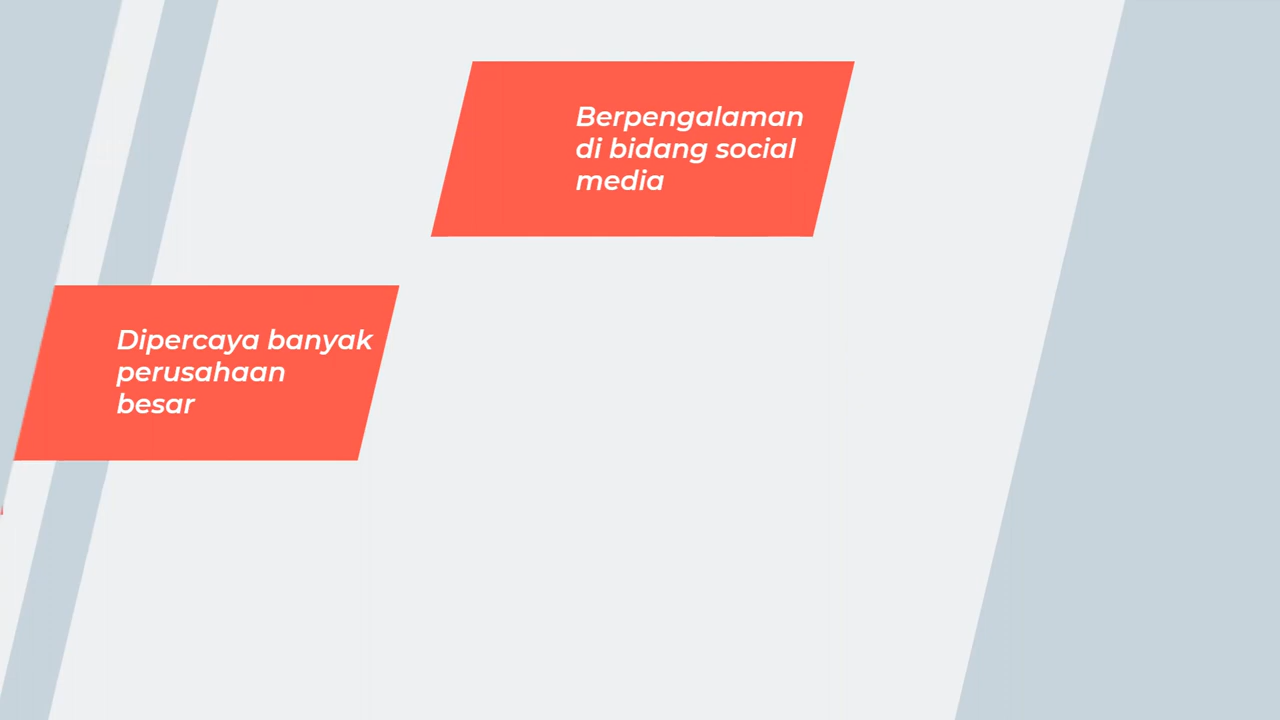 Berpengalaman
di bidang social
media
Dipercaya banyak
perusahaan
besar